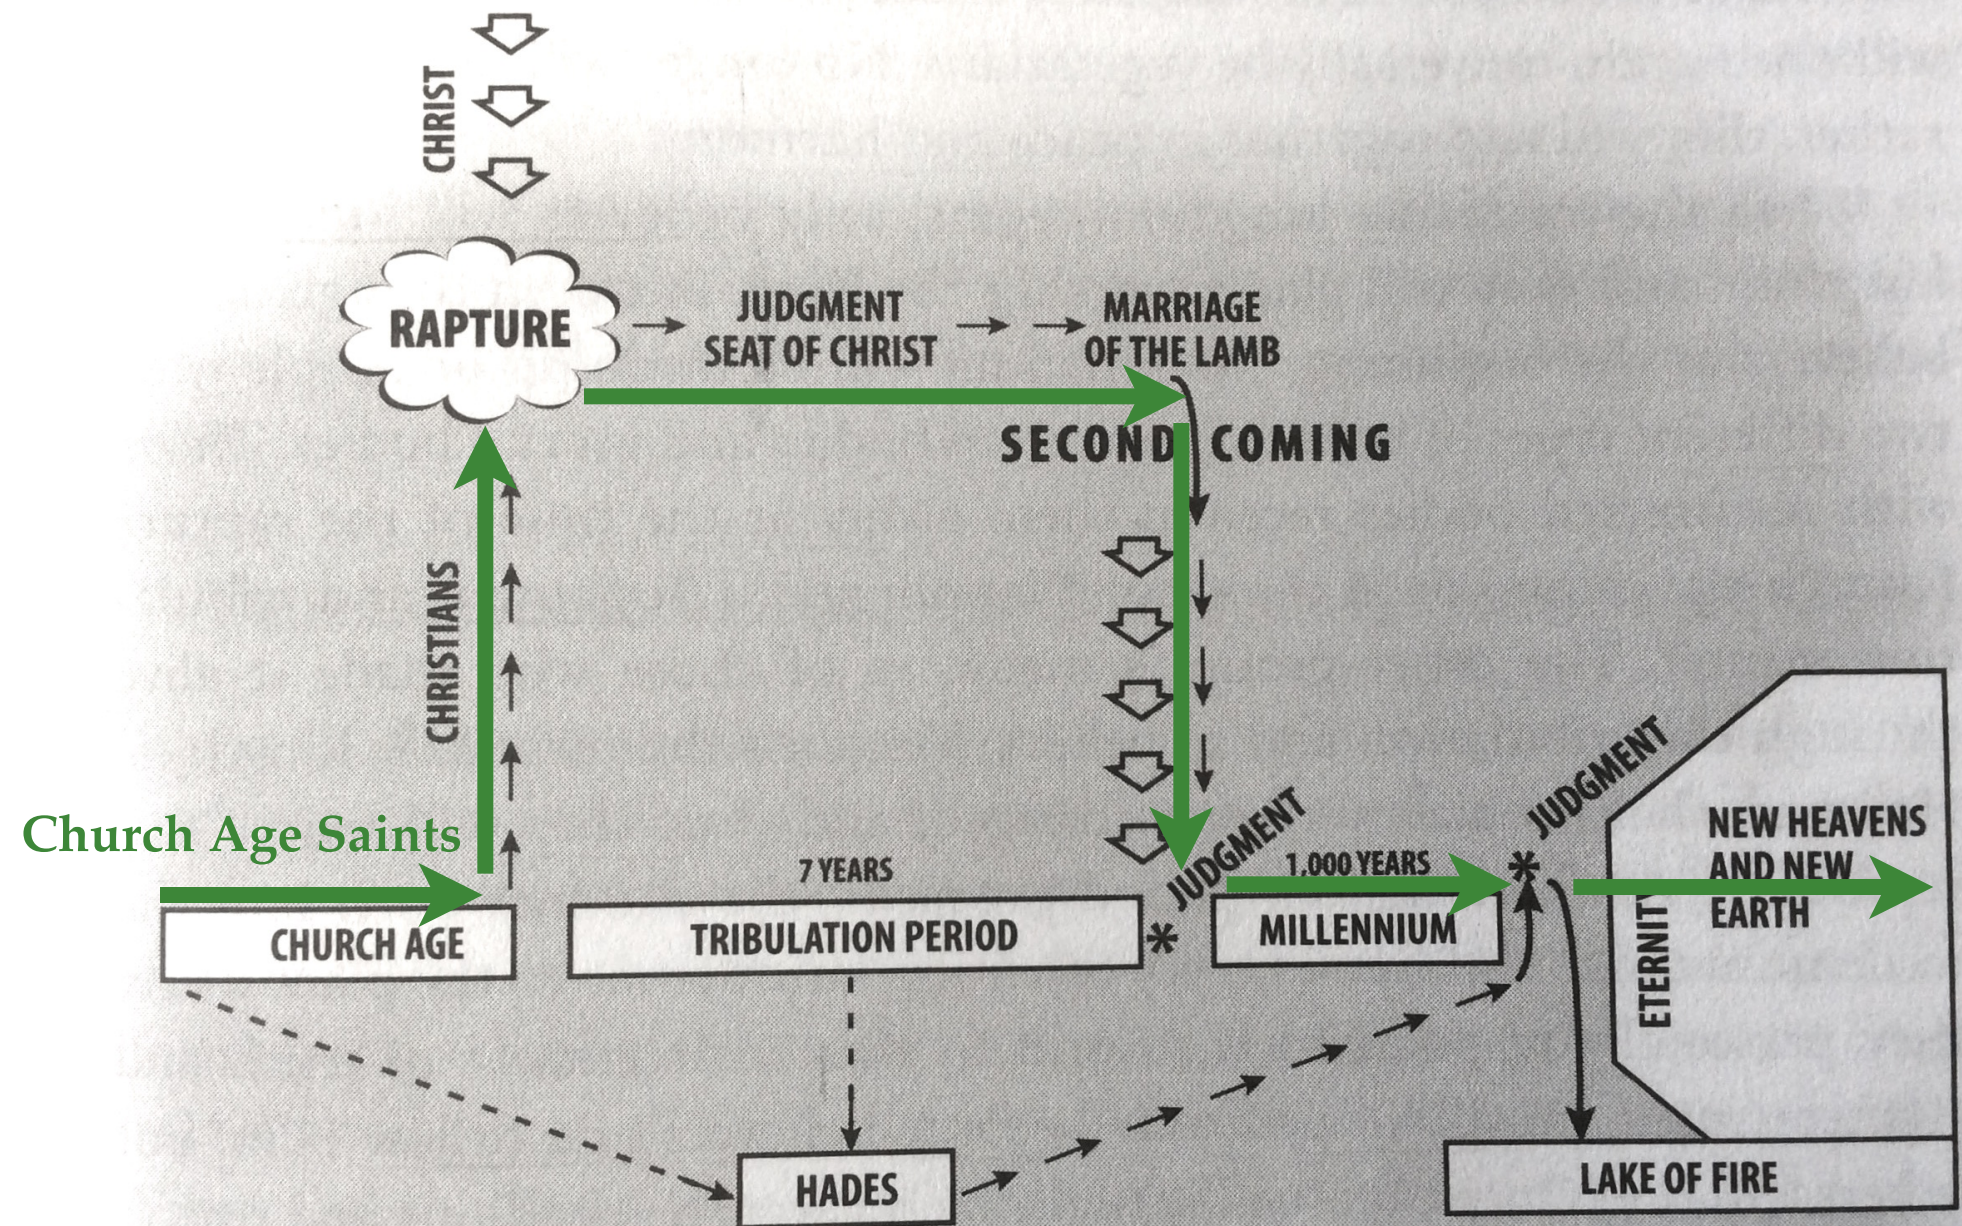 CHRIST
RAPTURE
JUDGMENT
SEAT OF CHRIST
MARRIAGE
OF THE LAMB
SECOND COMING
CHRISTIANS
Church Age Saints
7 YEARS
JUDGMENT
1,000 YEARS
JUDGMENT
CHURCH AGE
TRIBULATION PERIOD
MILLENNIUM
ETERNITY
NEW HEAVENS
AND NEW
EARTH
HADES
LAKE OF FIRE